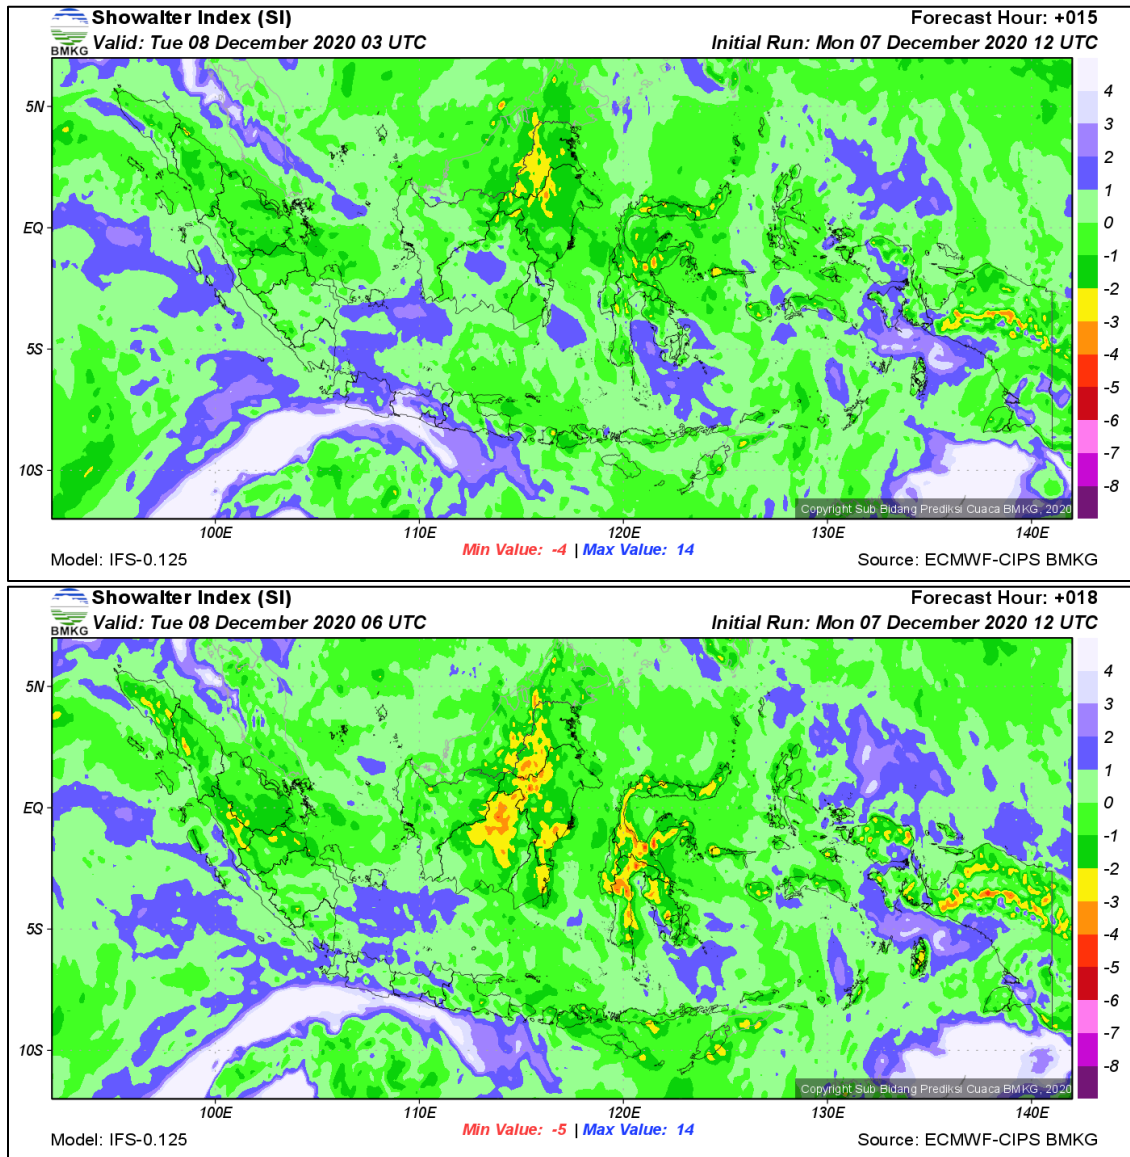 Showalter Index (SI)
Forecast Hour: +015
BMKG
Valid: Tue 08 December 2020 03 UTC
Initial Run: Mon 07 December 2020 12 UTC
5N
EQ
5S
10S
100E
110E
120E
130E
140E
4
3
2
1
0
-1
-2
-3
-4
-5
-6
-7
-8
Copyright Sub Bidang Prediksi Cuaca BMKG, 2020
Model: IFS-0.125
Min Value: -4 | Max Value: 14
Source: ECMWF-CIPS BMKG
Showalter Index (SI)
Forecast Hour: +018
BMKG
Valid: Tue 08 December 2020 06 UTC
Initial Run: Mon 07 December 2020 12 UTC
5N
EQ
5S
10S
100E
110E
120E
130E
140E
4
3
2
1
0
-1
-2
-3
-4
-5
-6
-7
-8
Copyright Sub Bidang Prediksi Cuaca BMKG, 2020
Model: IFS-0.125
Min Value: -5 | Max Value: 14
Source: ECMWF-CIPS BMKG